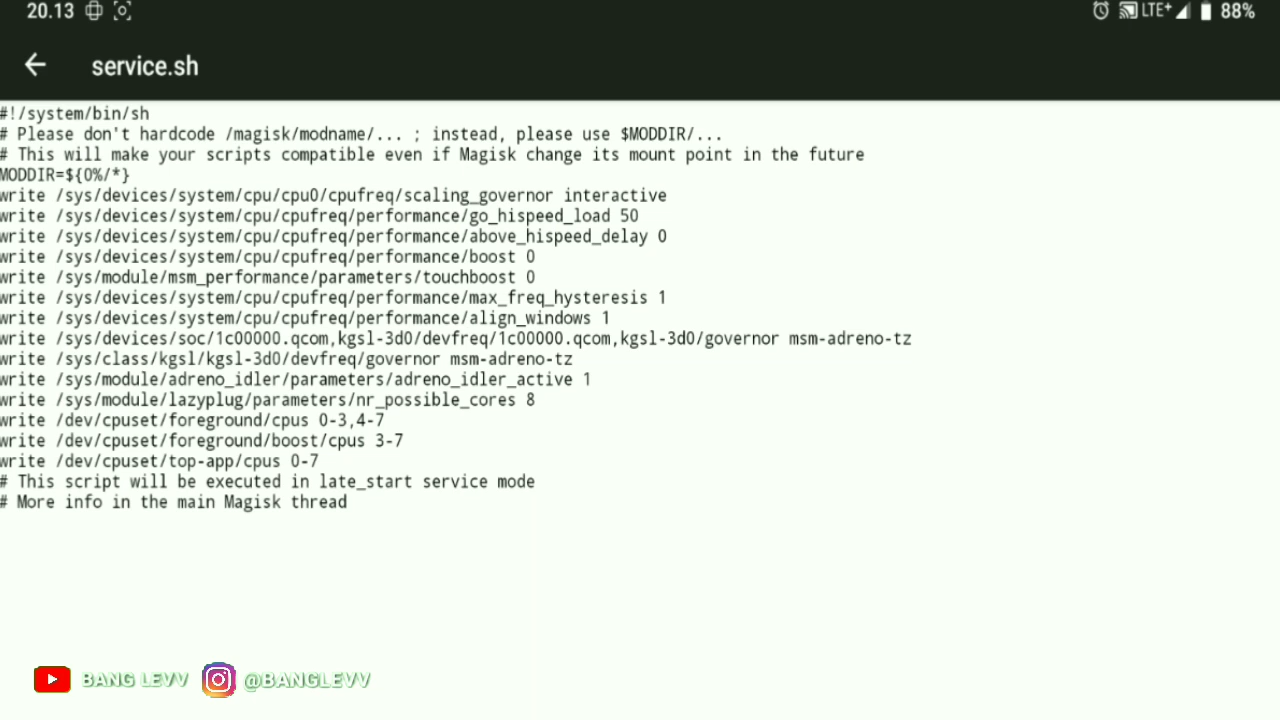 20.13 LTE+ 88%
service.sh
#!/system/bin/sh
# Please don't hardcode /magisk/modname/... ; instead, please use $MODDIR/...
# This will make your scripts compatible even if Magisk change its mount point in the future
MODDIR=${0%/*}
write /sys/devices/system/cpu/cpu0/cpufreq/scaling_governor interactive
write /sys/devices/system/cpu/cpufreq/performance/go_hispeed_load 50
write /sys/devices/system/cpu/cpufreq/performance/above_hispeed_delay 0
write /sys/devices/system/cpu/cpufreq/performance/boost 0
write /sys/module/msm_performance/parameters/touchboost 0
write /sys/devices/system/cpu/cpufreq/performance/max_freq_hysteresis 1
write /sys/devices/system/cpu/cpufreq/performance/align_windows 1
write /sys/devices/soc/1c00000.qcom,kgsl-3d0/devfreq/1c00000.qcom,kgsl-3d0/governor msm-adreno-tz
write /sys/class/kgsl/kgsl-3d0/devfreq/governor msm-adreno-tz
write /sys/module/adreno_idler/parameters/adreno_idler_active 1
write /sys/module/lazyplug/parameters/nr_possible_cores 8
write /dev/cpuset/foreground/cpus 0-3,4-7
write /dev/cpuset/foreground/boost/cpus 3-7
write /dev/cpuset/top-app/cpus 0-7
# This script will be executed in late_start service mode
# More info in the main Magisk thread
BANG LEVV @BANGLEVV